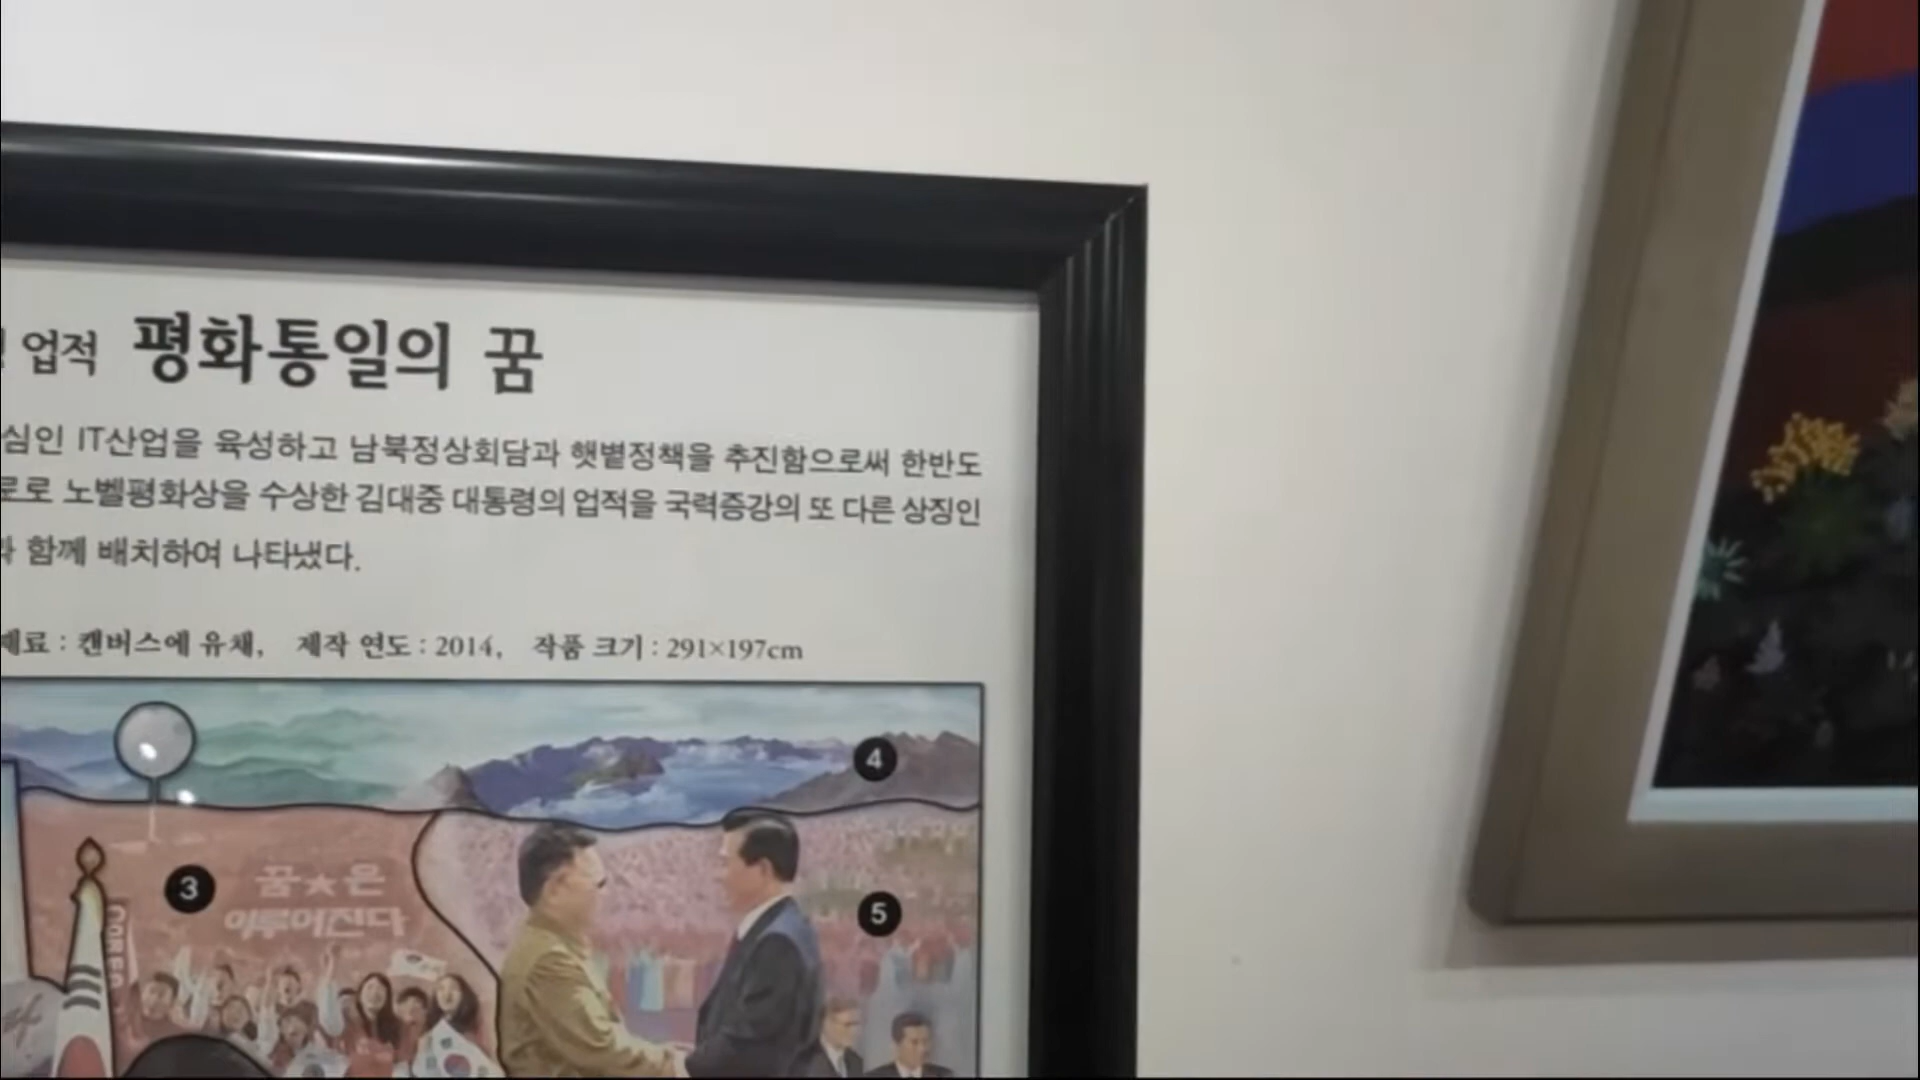 업적 평화통일의 꿈
심인 IT산업을 육성하고 남북정상회담과 햇볕정책을 추진함으로써 한반도
로 노벨평화상을 수상한 김대중 대통령의 업적을 국력증강의 또 다른 상징인
함께 배치하여 나타냈다.
재료 : 캔버스에 유채, 제작 연도 : 2014, 작품 크기 : 291×197cm
4
3
꿈★은
이루어진다
5